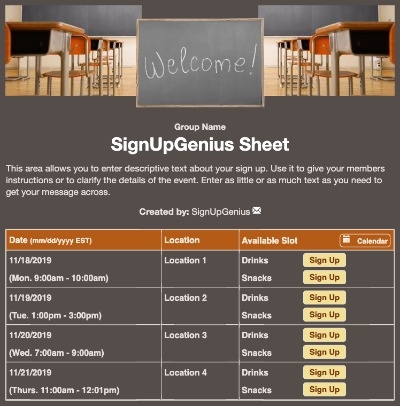 Welcome!
Group Name
SignUpGenius Sheet
This area allows you to enter descriptive text about your sign up. Use it to give your members
instructions or to clarify the details of the event. Enter as little or as much text as you need to
get your message across.
Created by: SignUpGenius
Date (mm/dd/yyyy EST) Location Available Slot Calendar
11/18/2019 Location 1 Drinks Sign Up
(Mon. 9:00am - 10:00am) Snacks Sign Up
11/19/2019 Location 2 Drinks Sign Up
(Tue. 1:00pm - 3:00pm) Snacks Sign Up
11/20/2019 Location 3 Drinks Sign Up
(Wed. 7:00am - 9:00am) Snacks Sign Up
11/21/2019 Location 4 Drinks Sign Up
(Thurs. 11:00am - 12:01pm) Snacks Sign Up